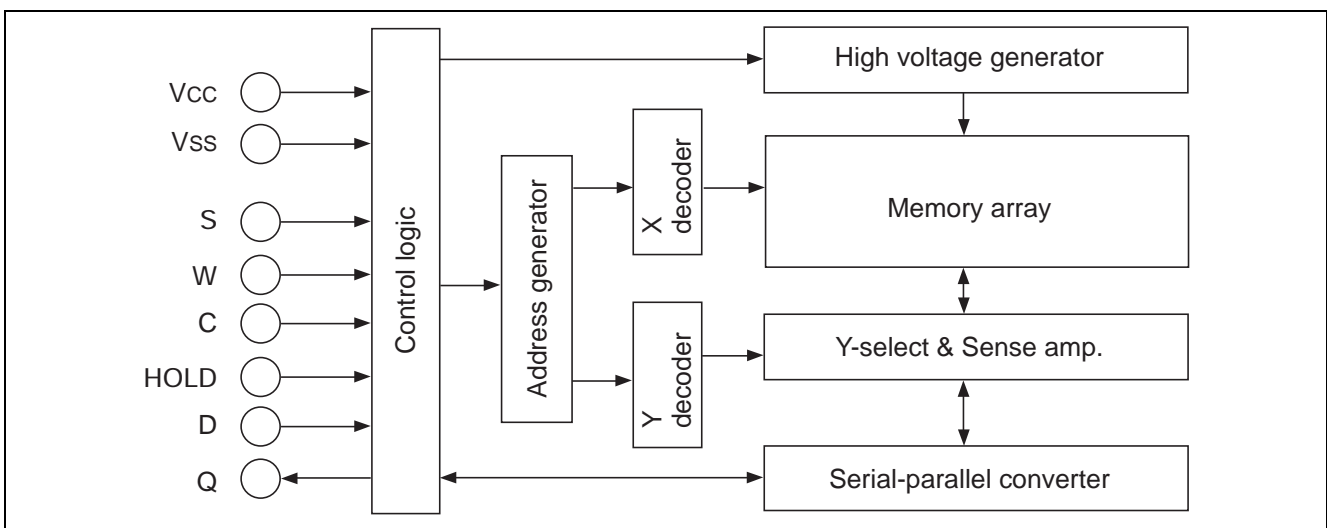 High voltage generator
Vcc
Vss
S
W
C
HOLD
D
Q
Control logic
Address generator
X
decoder
Y
decoder
Memory array
Y-select & Sense amp.
Serial-parallel converter